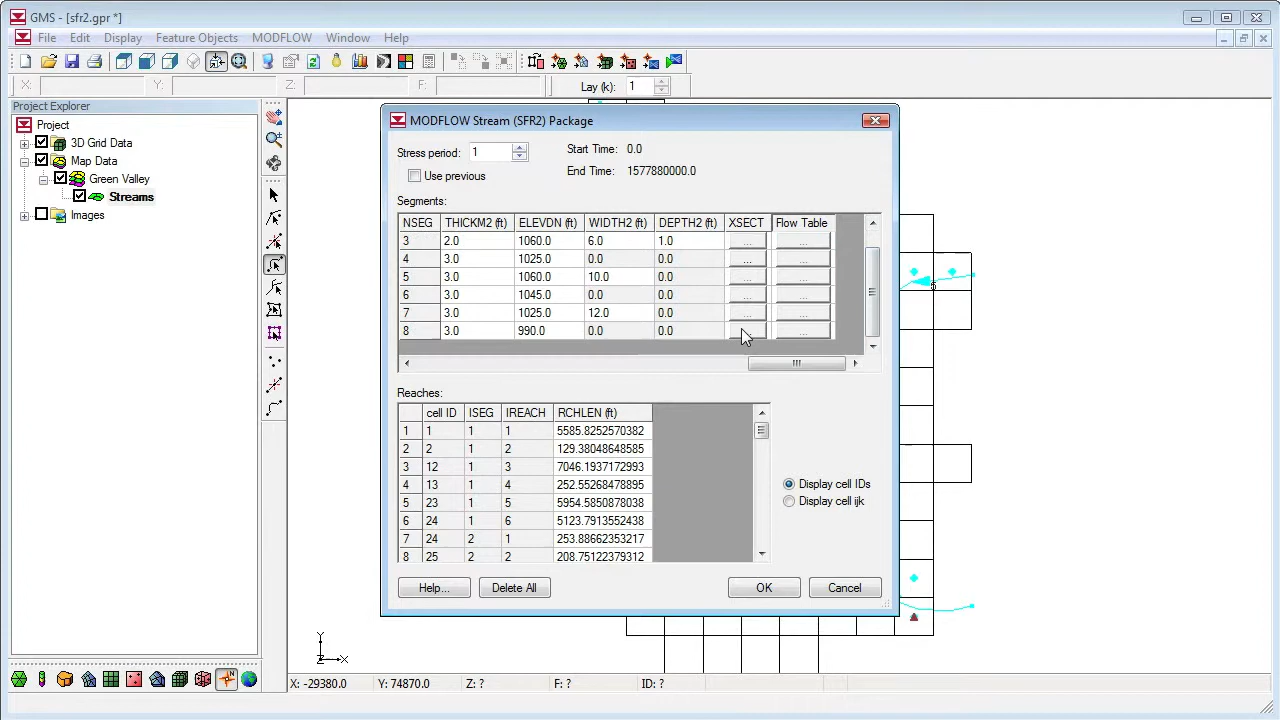 GMS - [sfr2.gpr *]
File Edit Display Feature Objects MODFLOW Window Help
X: Y: Z: F: Lay (k): 1
Project Explorer
Project
3D Grid Data
Map Data
Green Valley
Streams
Images
MODFLOW Stream (SFR2) Package
Stress period: 1 Start Time: 0.0
Use previous End Time: 1577880000.0
Segments:
NSEG THICKM2 (ft) ELEVDN (ft) WIDTH2 (ft) DEPTH2 (ft) XSECT Flow Table
3 2.0 1060.0 6.0 1.0 ... ...
4 3.0 1025.0 0.0 0.0 ... ...
5 3.0 1060.0 10.0 0.0 ... ...
6 3.0 1045.0 0.0 0.0 ... ...
7 3.0 1025.0 12.0 0.0 ... ...
8 3.0 990.0 0.0 0.0 ... ...
Reaches:
cell ID ISEG IREACH RCHLEN (ft)
1 1 1 1 5585.8252570382
2 2 1 2 129.38048648585
3 12 1 3 7046.1937172993
4 13 1 4 252.55268478895
5 23 1 5 5954.5850878038
6 24 1 6 5123.7913552438
7 24 2 1 253.88662353217
8 25 2 2 208.75122379312
Display cell IDs
Display cell ijk
Help... Delete All OK Cancel
5
Y
Z X
X: -29380.0 Y: 74870.0 Z: ? F: ? ID: ?